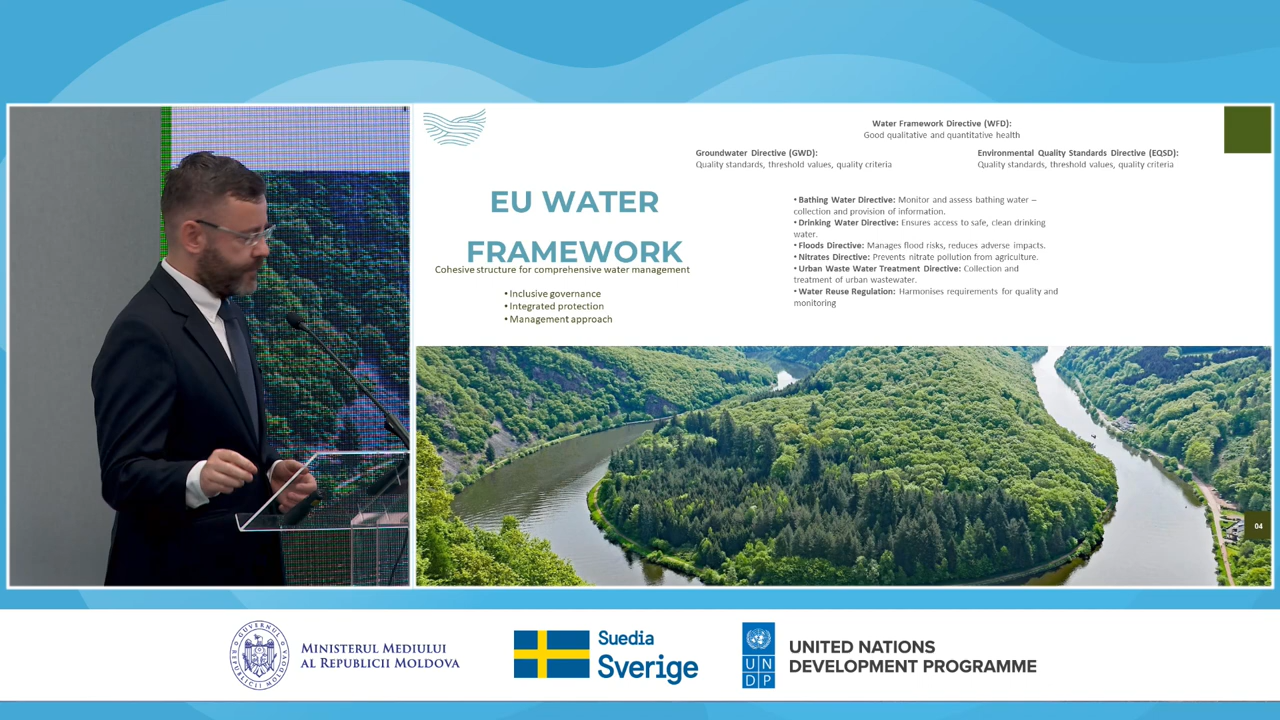 Water Framework Directive (WFD):
Good qualitative and quantitative health
Groundwater Directive (GWD):
Quality standards, threshold values, quality criteria
Environmental Quality Standards Directive (EQSD):
Quality standards, threshold values, quality criteria
EU WATER
FRAMEWORK
Cohesive structure for comprehensive water management
• Inclusive governance
• Integrated protection
• Management approach
• Bathing Water Directive: Monitor and assess bathing water –
collection and provision of information.
• Drinking Water Directive: Ensures access to safe, clean drinking
water.
• Floods Directive: Manages flood risks, reduces adverse impacts.
• Nitrates Directive: Prevents nitrate pollution from agriculture.
• Urban Waste Water Treatment Directive: Collection and
treatment of urban wastewater.
• Water Reuse Regulation: Harmonises requirements for quality and
monitoring
04
MINISTERUL MEDIULUI
AL REPUBLICII MOLDOVA
Suedia
Sverige
U N
D P
UNITED NATIONS
DEVELOPMENT PROGRAMME